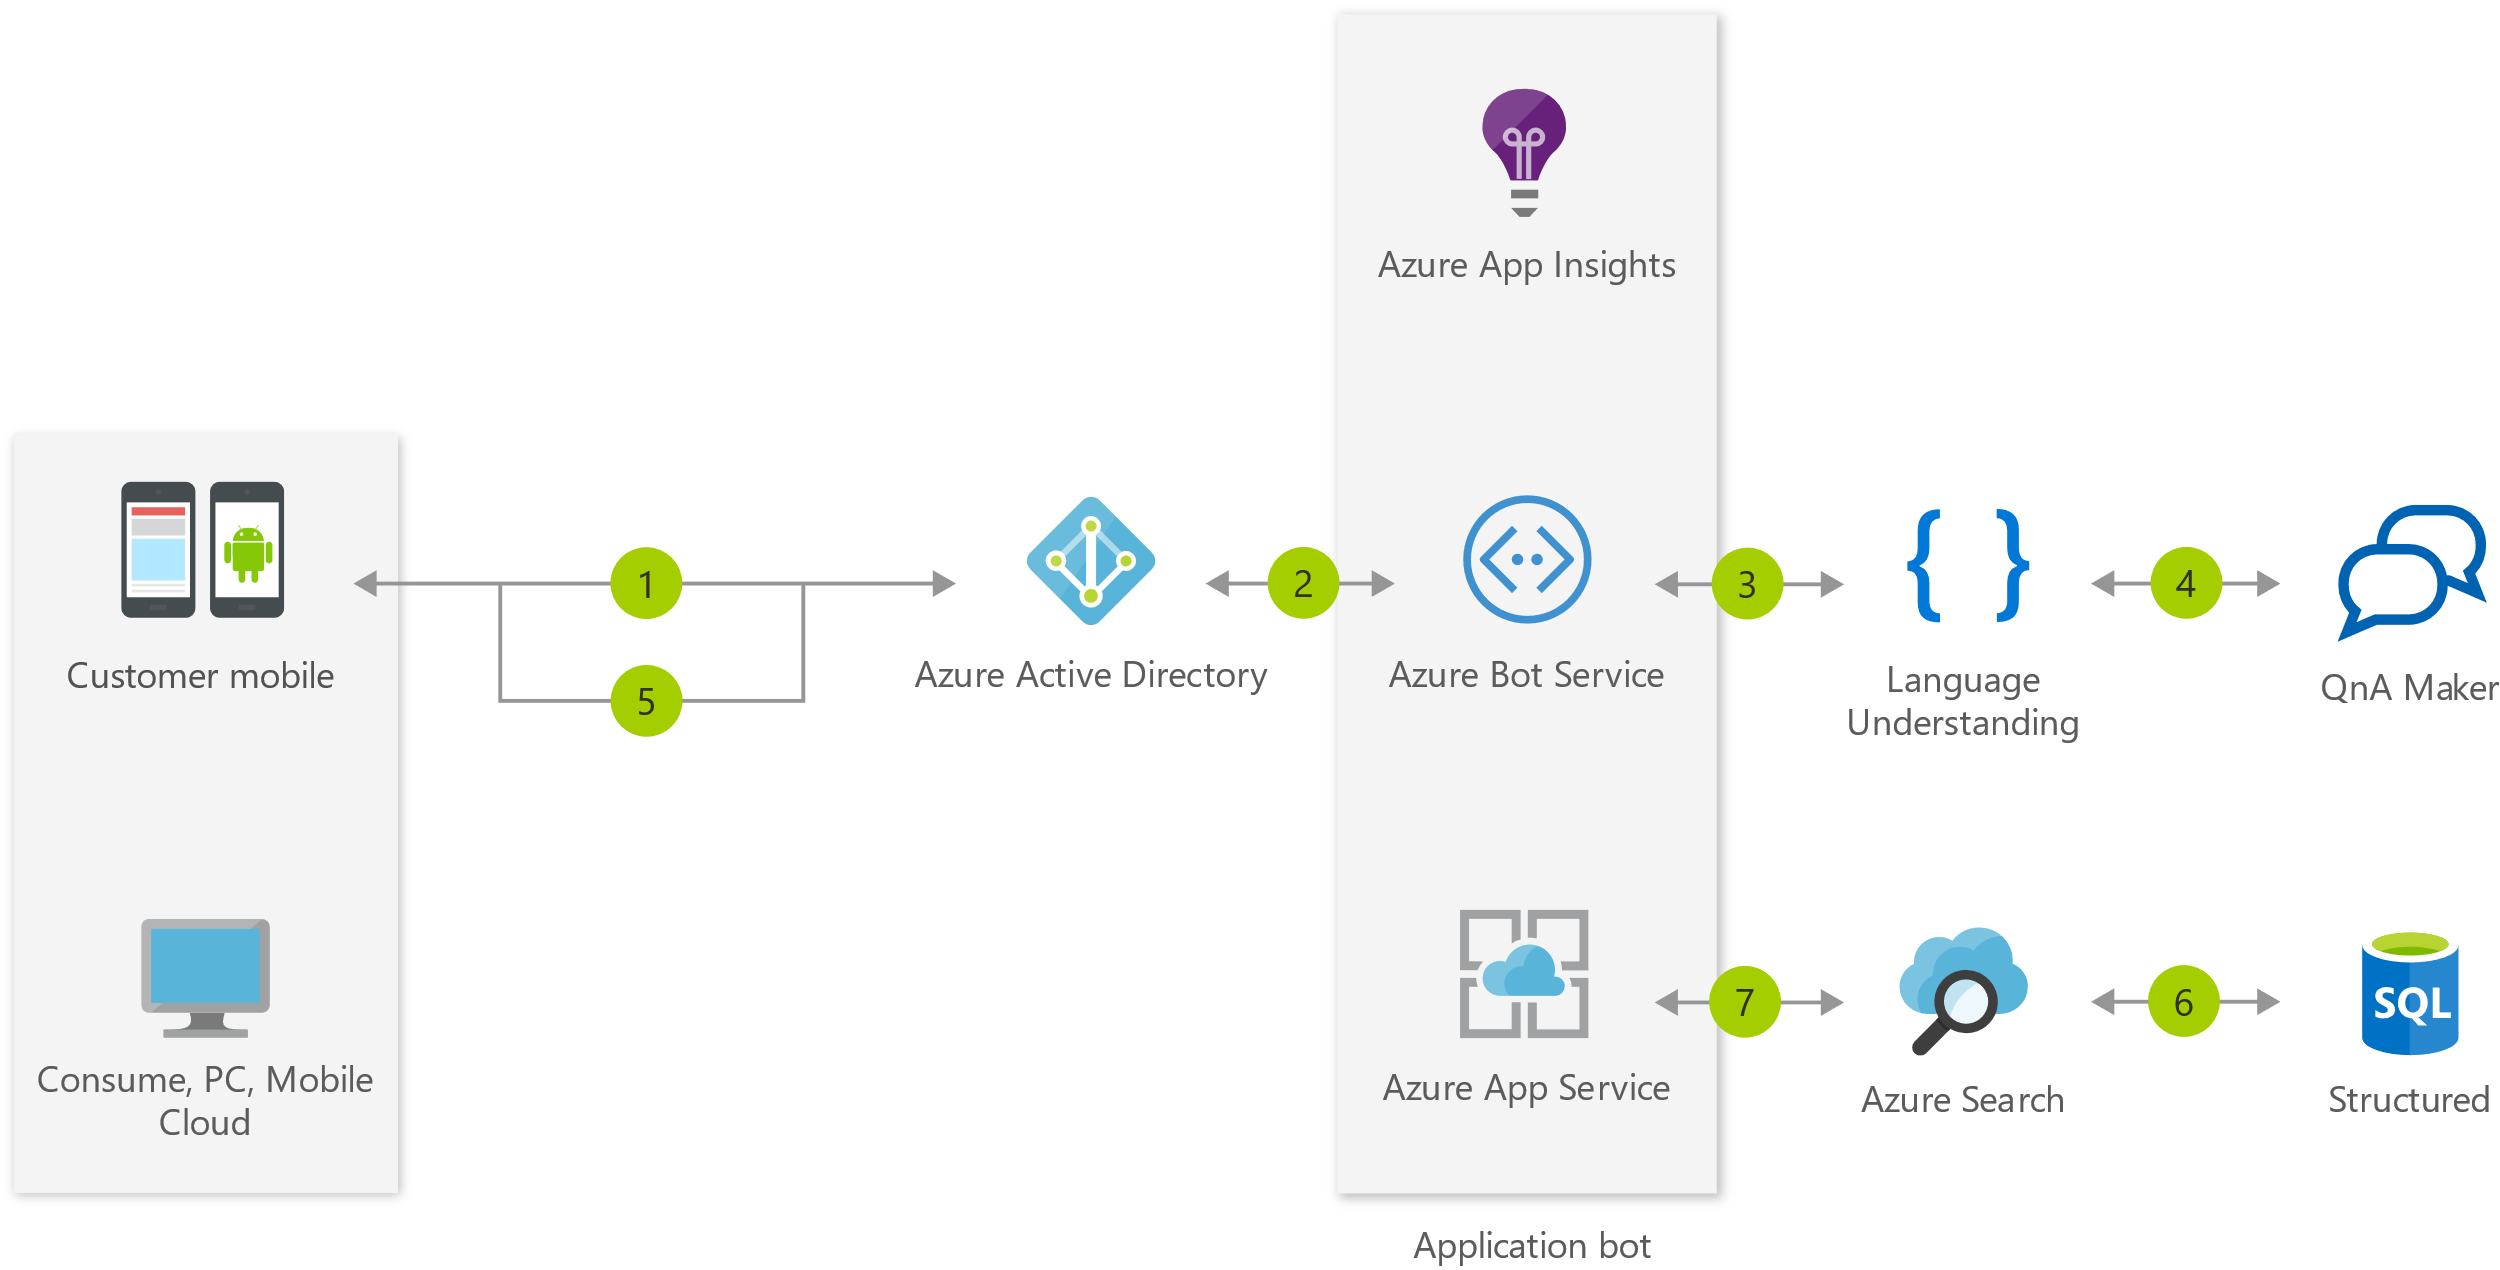 Azure App Insights
1
2
3
4
5
Customer mobile
Azure Active Directory
Azure Bot Service
Language
Understanding
QnA Maker
SQL
7
6
Consume, PC, Mobile
Cloud
Azure App Service
Azure Search
Structured
Application bot